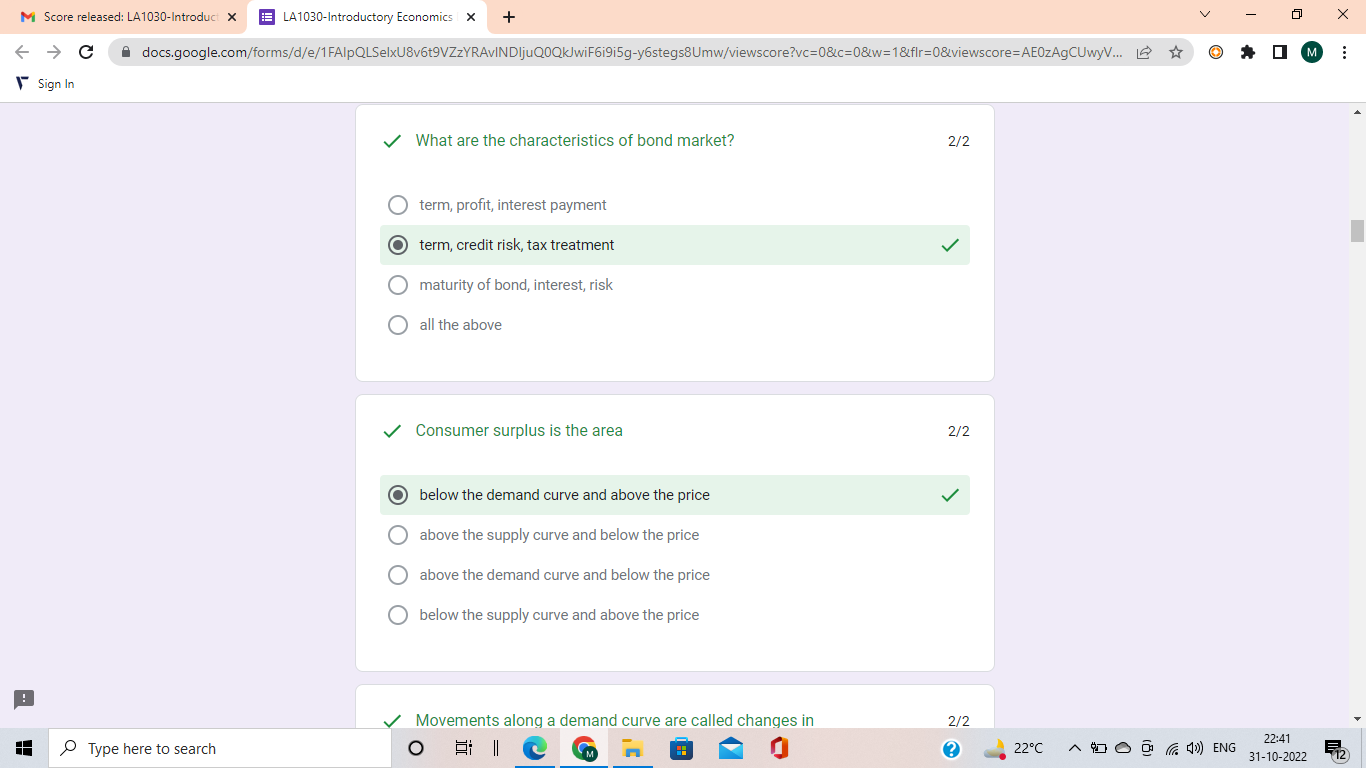 Score released: LA1030-Introduct
LA1030-Introductory Economics
docs.google.com/forms/d/e/1FAIpQLSelxU8v6t9VZzYRAvINDIjuQ0QkJwiF6i9i5g-y6stegs8Umw/viewscore?vc=0&c=0&w=1&flr=0&viewscore=AE0zAgCUwyV...
M
Sign In
What are the characteristics of bond market?
2/2
term, profit, interest payment
term, credit risk, tax treatment
maturity of bond, interest, risk
all the above
Consumer surplus is the area
2/2
below the demand curve and above the price
above the supply curve and below the price
above the demand curve and below the price
below the supply curve and above the price
Movements along a demand curve are called changes in
2/2
Type here to search
M
22°C
ENG
22:41
31-10-2022
12